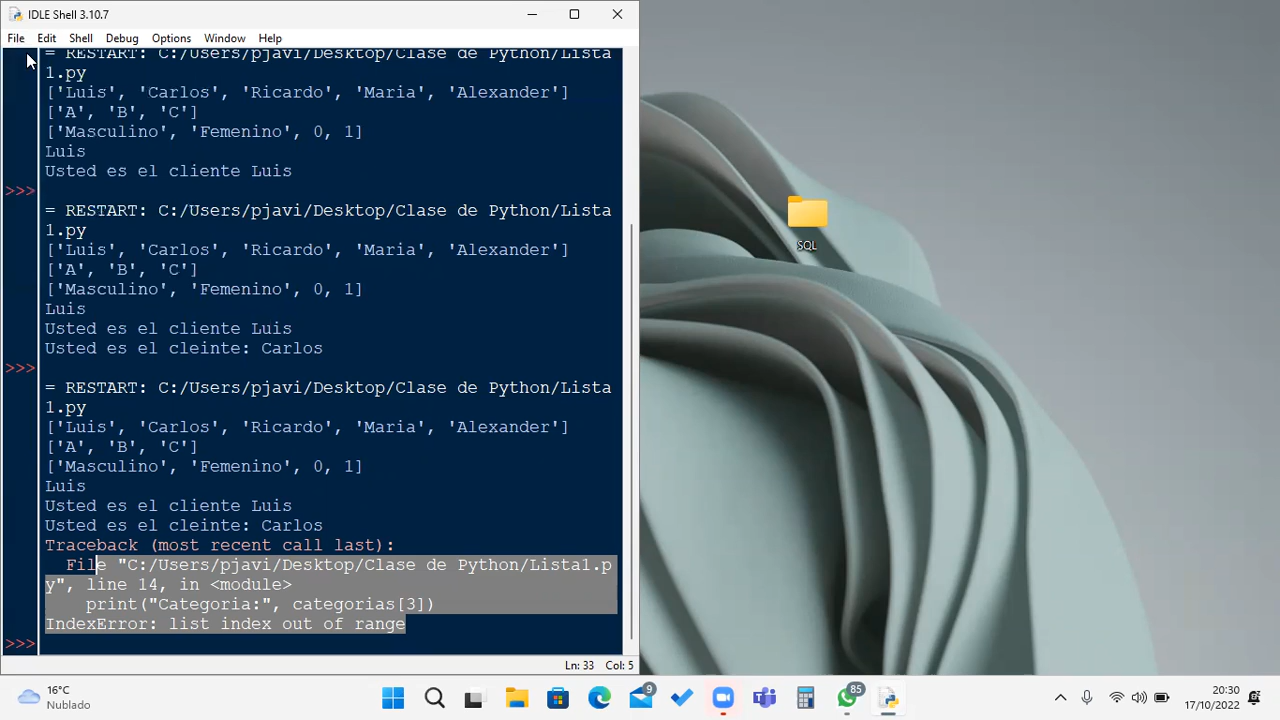 IDLE Shell 3.10.7
File Edit Shell Debug Options Window Help
= RESTART: C:/Users/pjavi/Desktop/Clase de Python/Lista
1.py
['Luis', 'Carlos', 'Ricardo', 'Maria', 'Alexander']
['A', 'B', 'C']
['Masculino', 'Femenino', 0, 1]
Luis
Usted es el cliente Luis
>>>
= RESTART: C:/Users/pjavi/Desktop/Clase de Python/Lista
1.py
['Luis', 'Carlos', 'Ricardo', 'Maria', 'Alexander']
['A', 'B', 'C']
['Masculino', 'Femenino', 0, 1]
Luis
Usted es el cliente Luis
Usted es el cleinte: Carlos
>>>
= RESTART: C:/Users/pjavi/Desktop/Clase de Python/Lista
1.py
['Luis', 'Carlos', 'Ricardo', 'Maria', 'Alexander']
['A', 'B', 'C']
['Masculino', 'Femenino', 0, 1]
Luis
Usted es el cliente Luis
Usted es el cleinte: Carlos
Traceback (most recent call last):
File "C:/Users/pjavi/Desktop/Clase de Python/Lista1.p
y", line 14, in <module>
print("Categoria:", categorias[3])
IndexError: list index out of range
>>>
Ln: 33 Col: 5
SQL
16°C
Nublado
9
85
20:30
17/10/2022